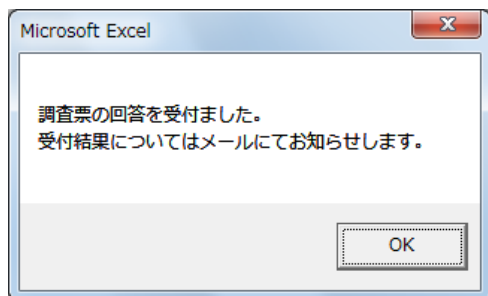 Microsoft Excel
調査票の回答を受付ました。
受付結果についてはメールにてお知らせします。
OK